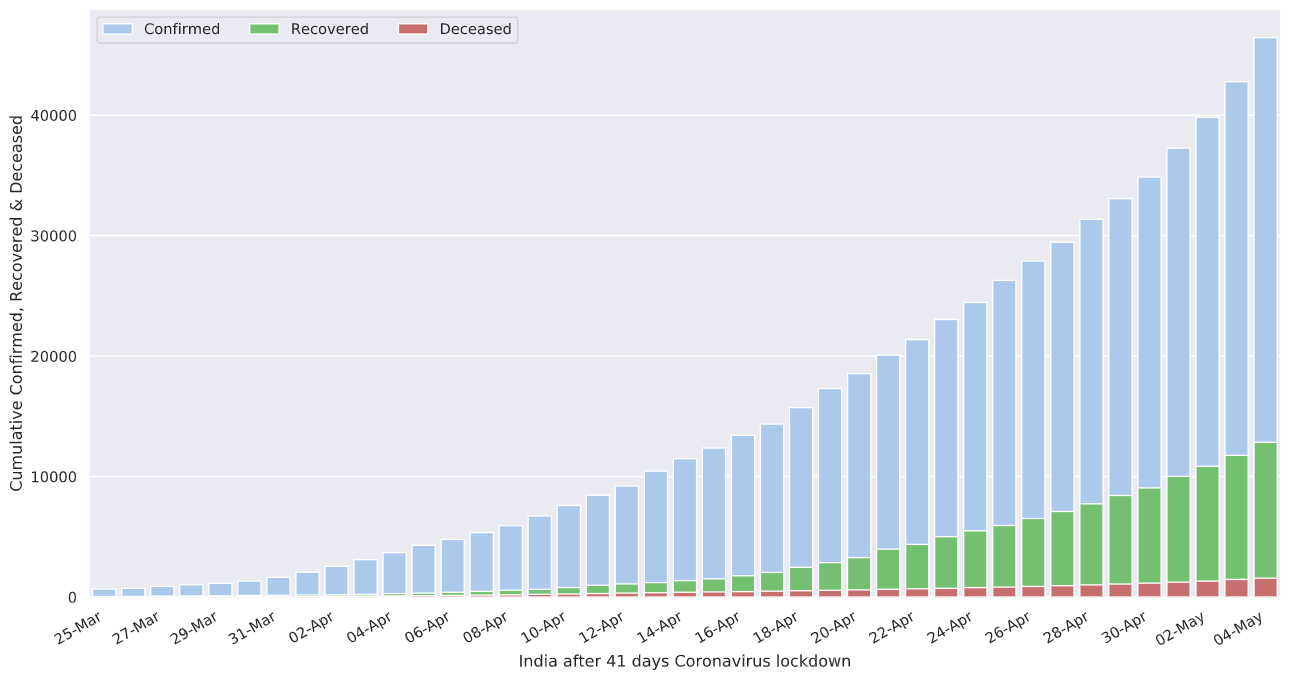 Confirmed Recovered Deceased
Cumulative Confirmed, Recovered & Deceased
40000
30000
20000
10000
0
25-Mar 27-Mar 29-Mar 31-Mar 02-Apr 04-Apr 06-Apr 08-Apr 10-Apr 12-Apr 14-Apr 16-Apr 18-Apr 20-Apr 22-Apr 24-Apr 26-Apr 28-Apr 30-Apr 02-May 04-May
India after 41 days Coronavirus lockdown